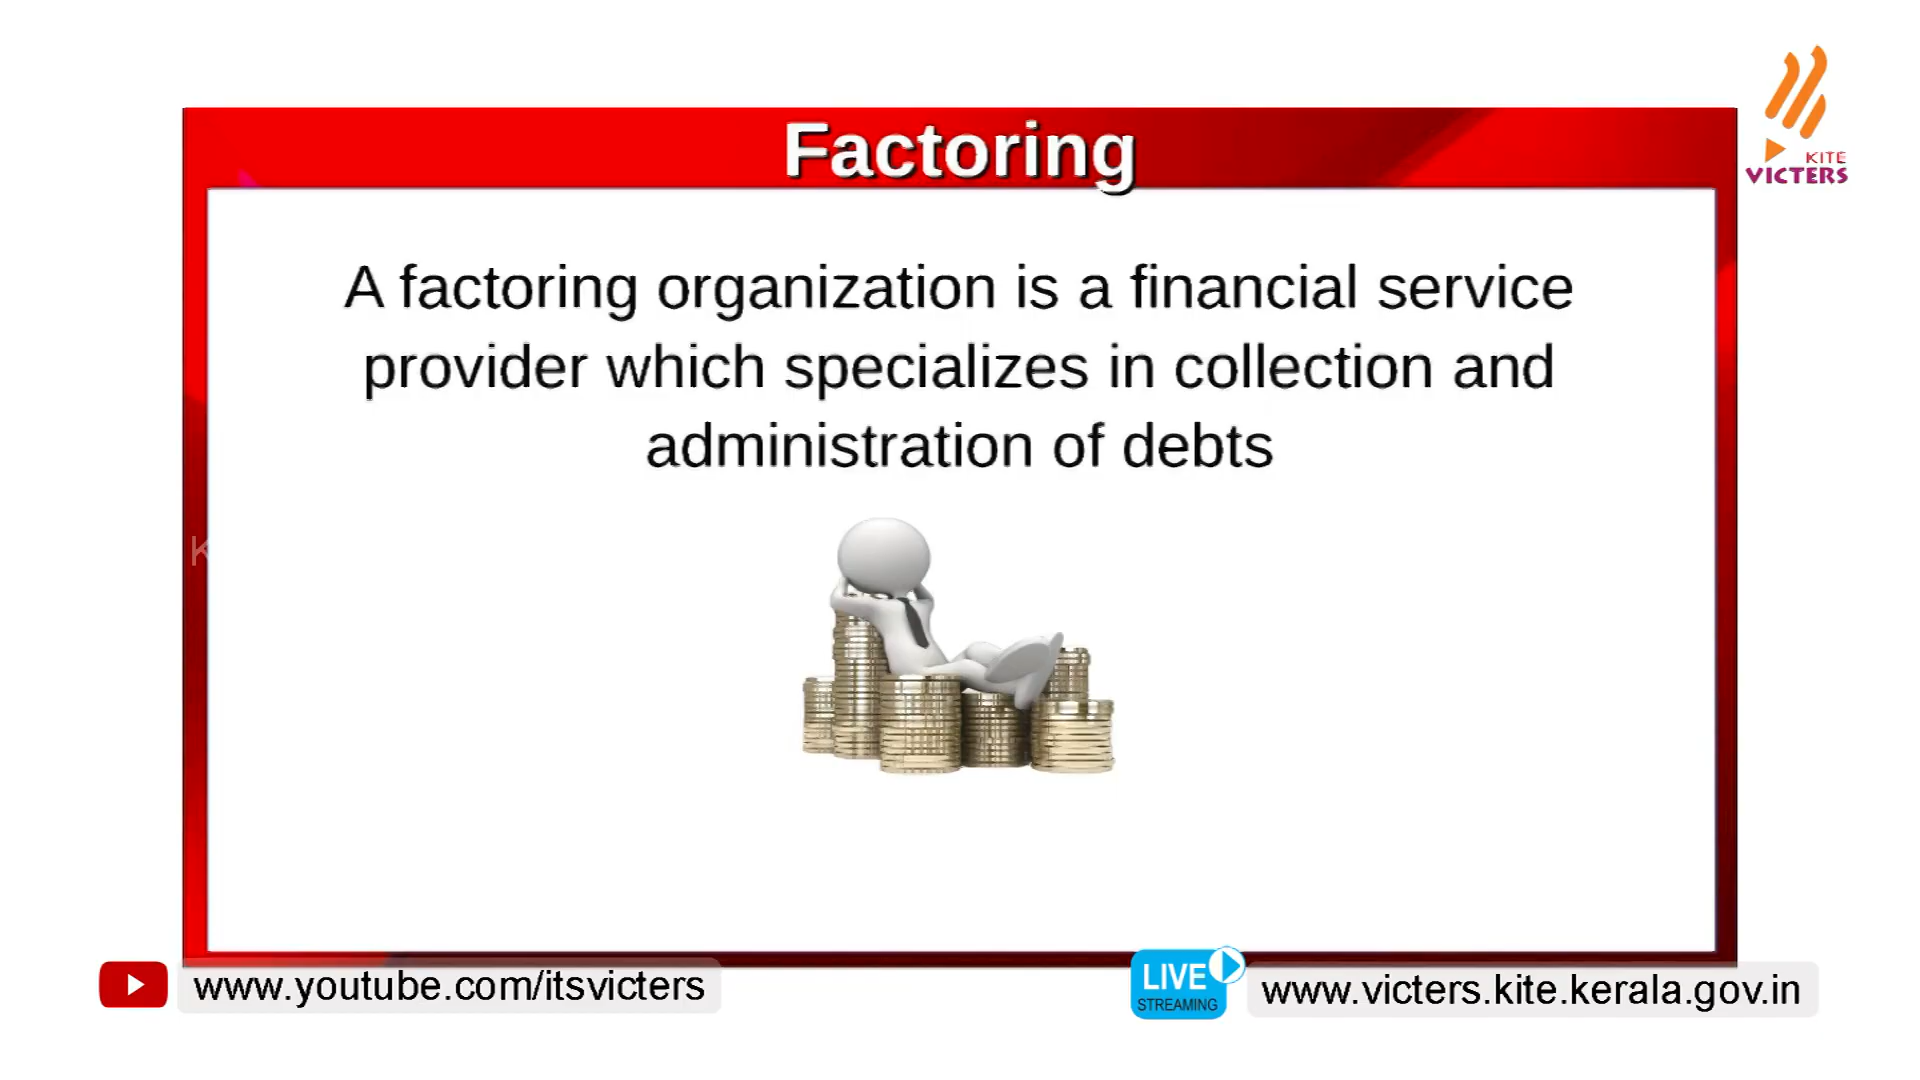 Factoring
KITE
VICTERS
A factoring organization is a financial service
provider which specializes in collection and
administration of debts
K
www.youtube.com/itsvicters
LIVE
STREAMING
www.victers.kite.kerala.gov.in